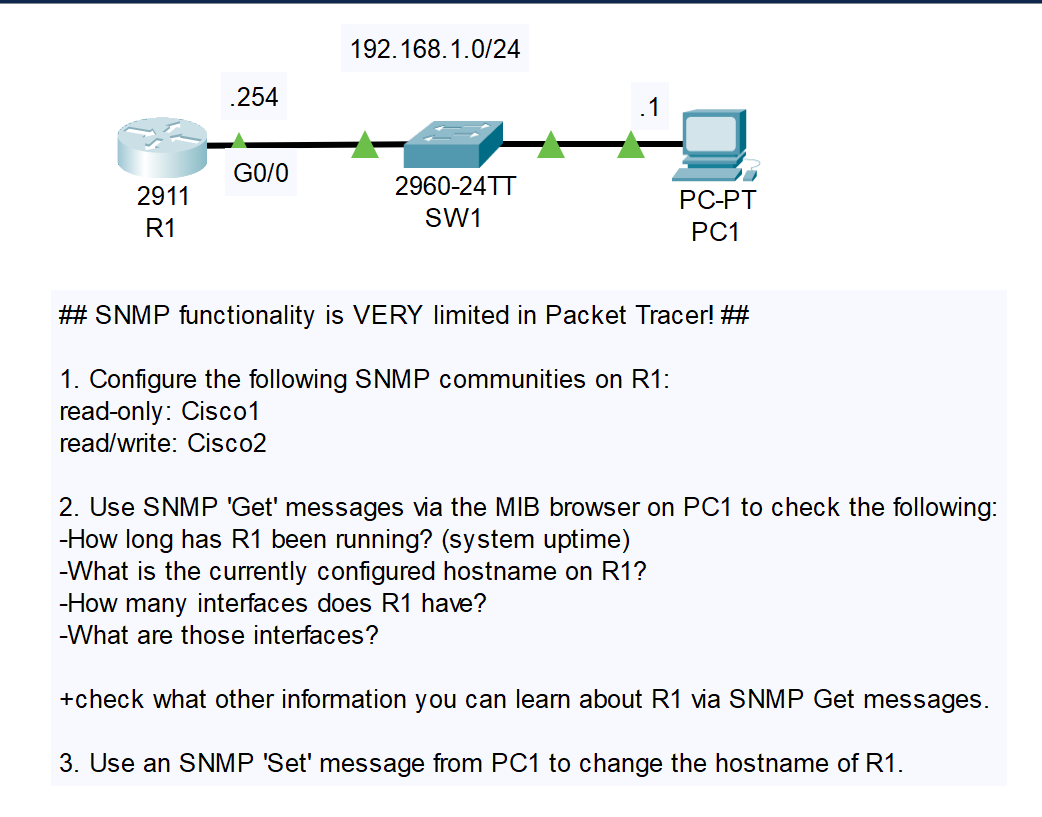 192.168.1.0/24
.254
.1
G0/0
2911
R1
2960-24TT
SW1
PC-PT
PC1
## SNMP functionality is VERY limited in Packet Tracer! ##
1. Configure the following SNMP communities on R1:
read-only: Cisco1
read/write: Cisco2
2. Use SNMP 'Get' messages via the MIB browser on PC1 to check the following:
-How long has R1 been running? (system uptime)
-What is the currently configured hostname on R1?
-How many interfaces does R1 have?
-What are those interfaces?
+check what other information you can learn about R1 via SNMP Get messages.
3. Use an SNMP 'Set' message from PC1 to change the hostname of R1.